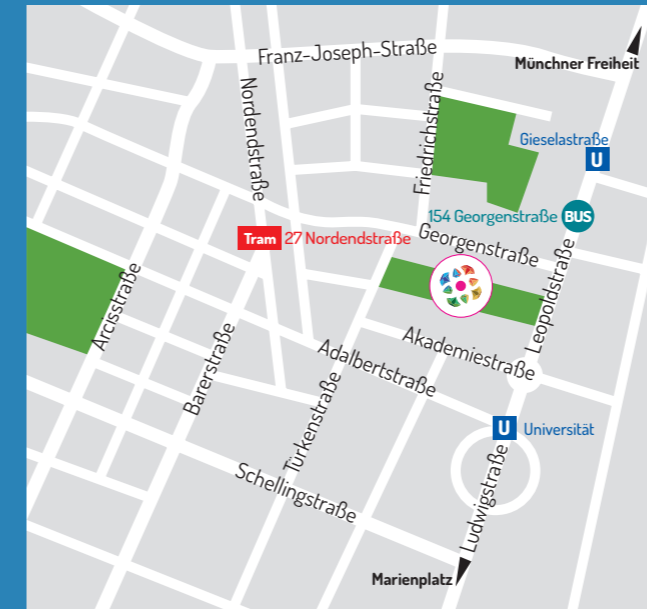 Franz-Joseph-Straße
Münchner Freiheit
Nordendstraße
Friedrichstraße
Gieselastraße
U
154 Georgenstraße BUS
Tram 27 Nordendstraße
Georgenstraße
Leopoldstraße
Arcisstraße
Barerstraße
Adalbertstraße
Akademiestraße
Türkenstraße
U Universität
Schellingstraße
Ludwigstraße
Marienplatz